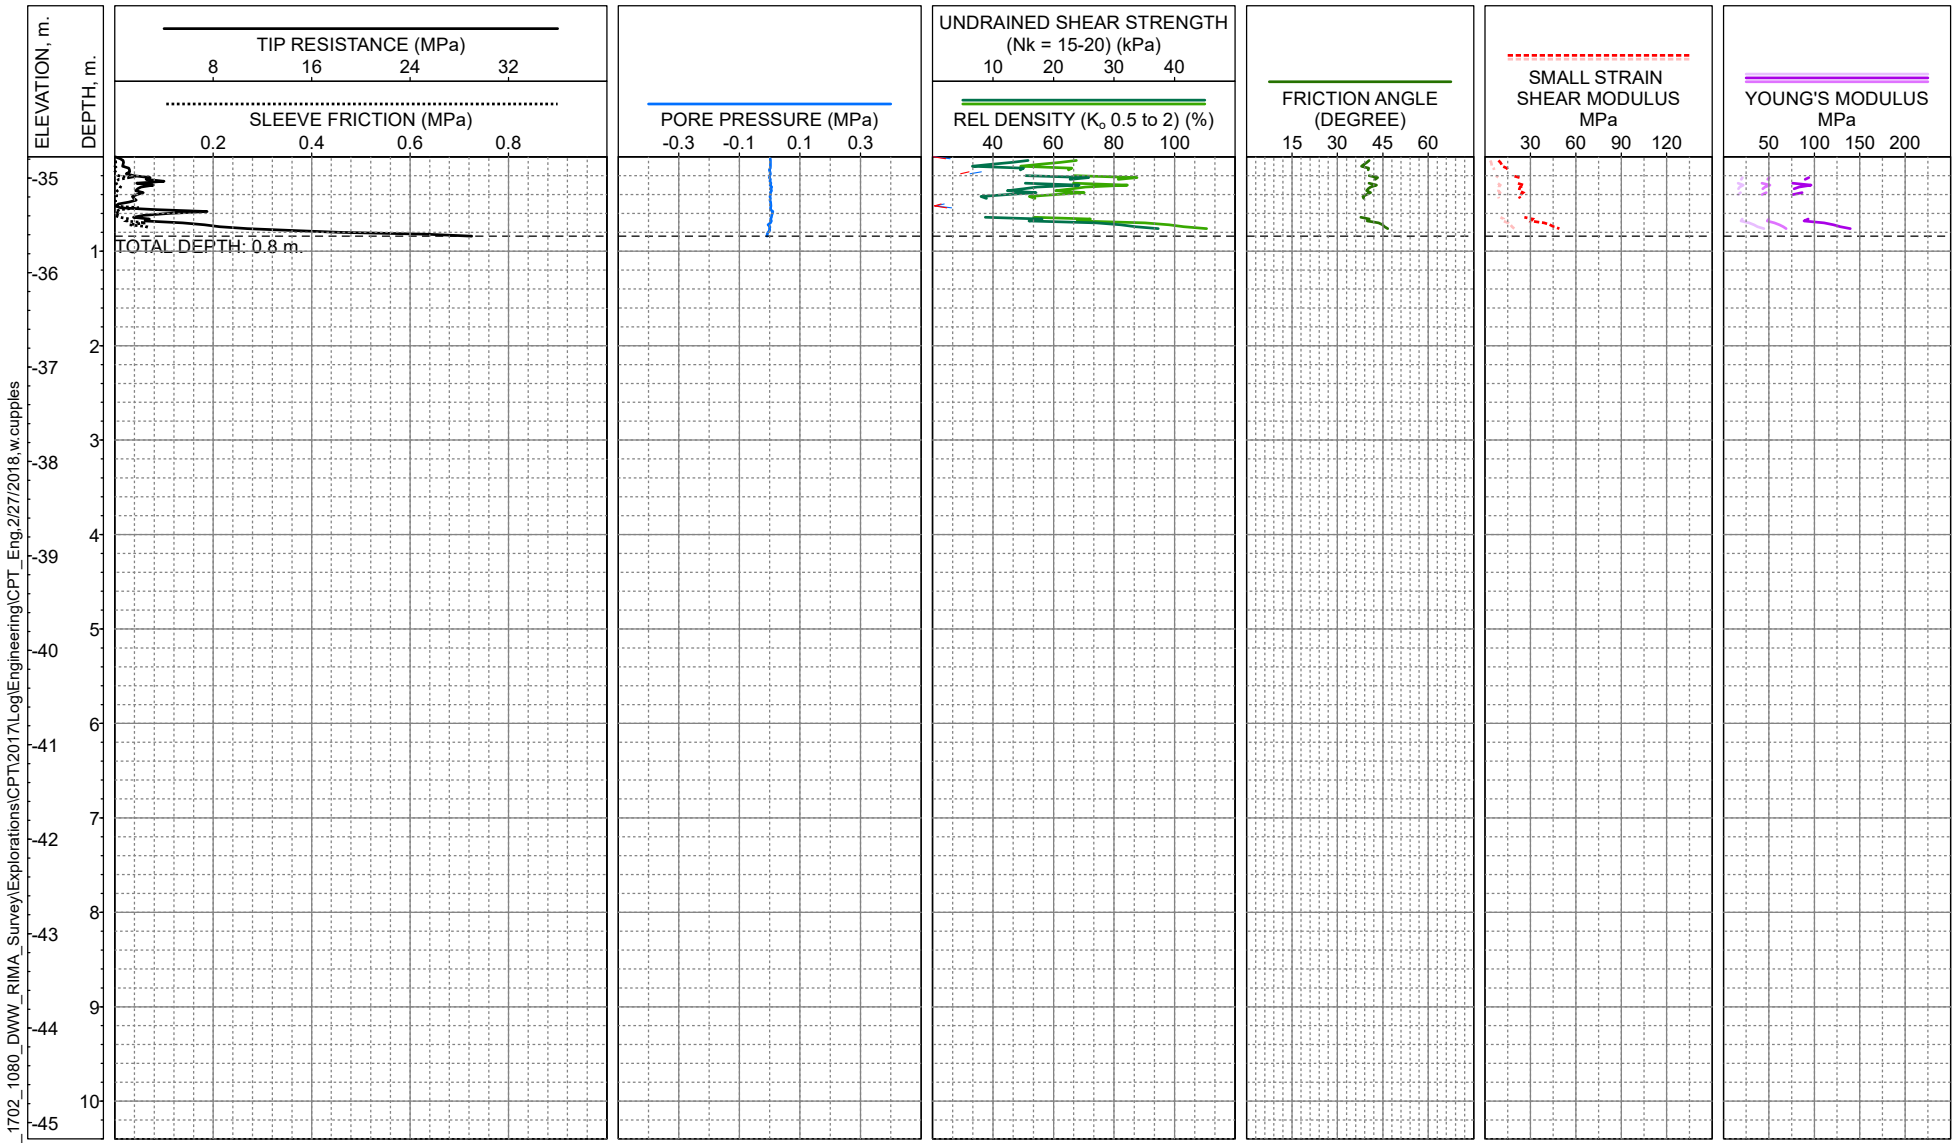 ELEVATION, m.
DEPTH, m.
TIP RESISTANCE (MPa)
8 16 24 32
SLEEVE FRICTION (MPa)
0.2 0.4 0.6 0.8
PORE PRESSURE (MPa)
-0.3 -0.1 0.1 0.3
UNDRAINED SHEAR STRENGTH
(Nk = 15-20) (kPa)
10 20 30 40
REL DENSITY (Ko 0.5 to 2) (%)
40 60 80 100
FRICTION ANGLE
(DEGREE)
15 30 45 60
SMALL STRAIN
SHEAR MODULUS
MPa
30 60 90 120
YOUNG'S MODULUS
MPa
50 100 150 200
-35
TOTAL DEPTH: 0.8 m.
1
-36
2
-37
3
-38
4
-39
5
-40
6
-41
7
-42
8
-43
9
-44
10
-45
_1702_1080_DWW_RIMA_Survey\Explorations\CPT\2017\Log\Engineering\CPT_Eng,2/27/2018,w.cupples